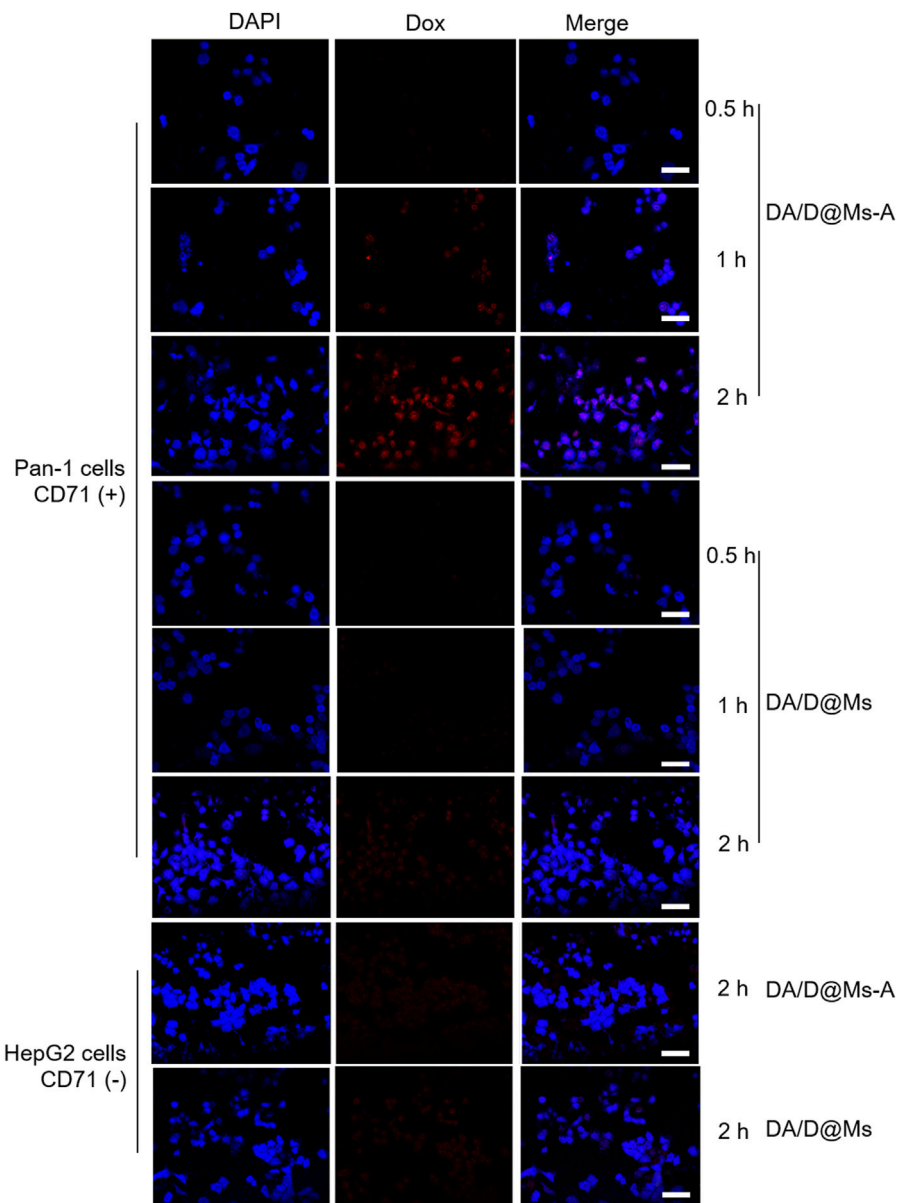 DAPI
Dox
Merge
0.5 h
DA/D@Ms-A
1 h
2 h
Pan-1 cells
CD71 (+)
0.5 h
1 h
DA/D@Ms
2 h
2 h
DA/D@Ms-A
HepG2 cells
CD71 (-)
2 h
DA/D@Ms